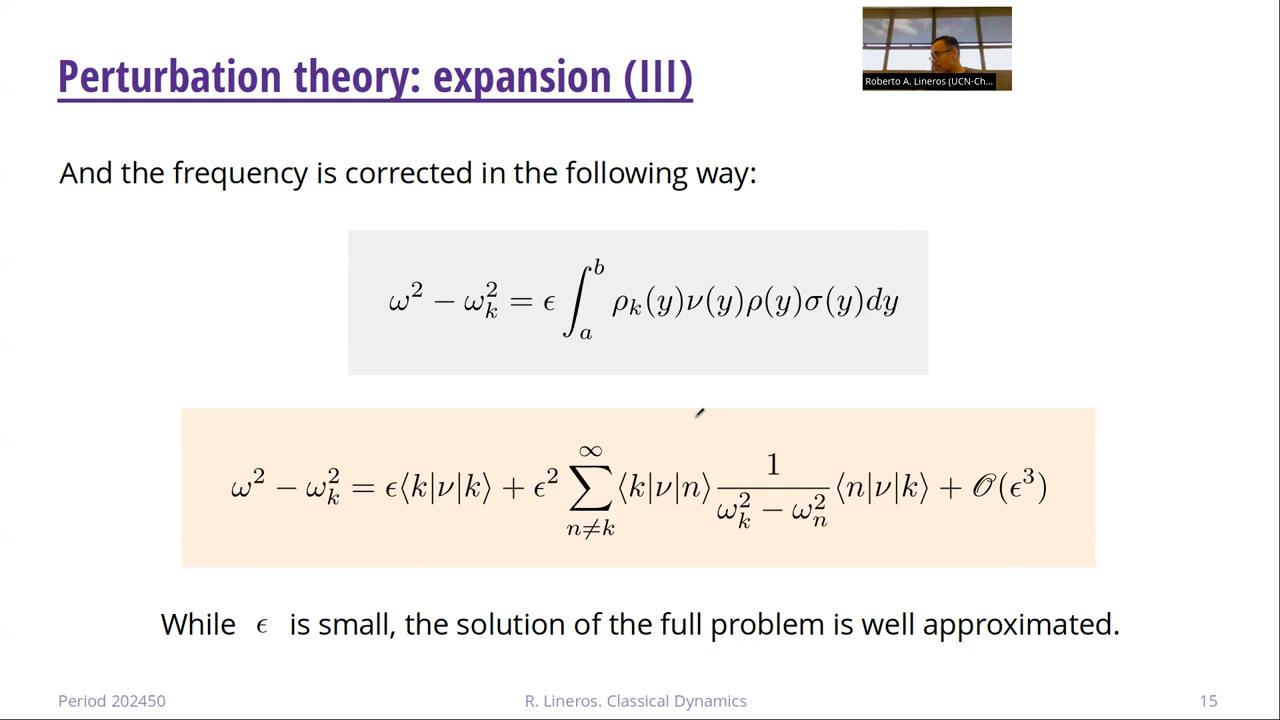 Perturbation theory: expansion (III)
Roberto A. Lineros (UCN-Ch...
And the frequency is corrected in the following way:
ω² − ω_k² = ϵ ∫_a^b ρ_k(y)ν(y)ρ(y)σ(y)dy
ω² − ω_k² = ϵ⟨k|ν|k⟩ + ϵ² ∑_{n≠k}^∞ ⟨k|ν|n⟩ 1/(ω_k² − ω_n²) ⟨n|ν|k⟩ + 𝒪(ϵ³)
While ϵ is small, the solution of the full problem is well approximated.
Period 202450
R. Lineros. Classical Dynamics
15